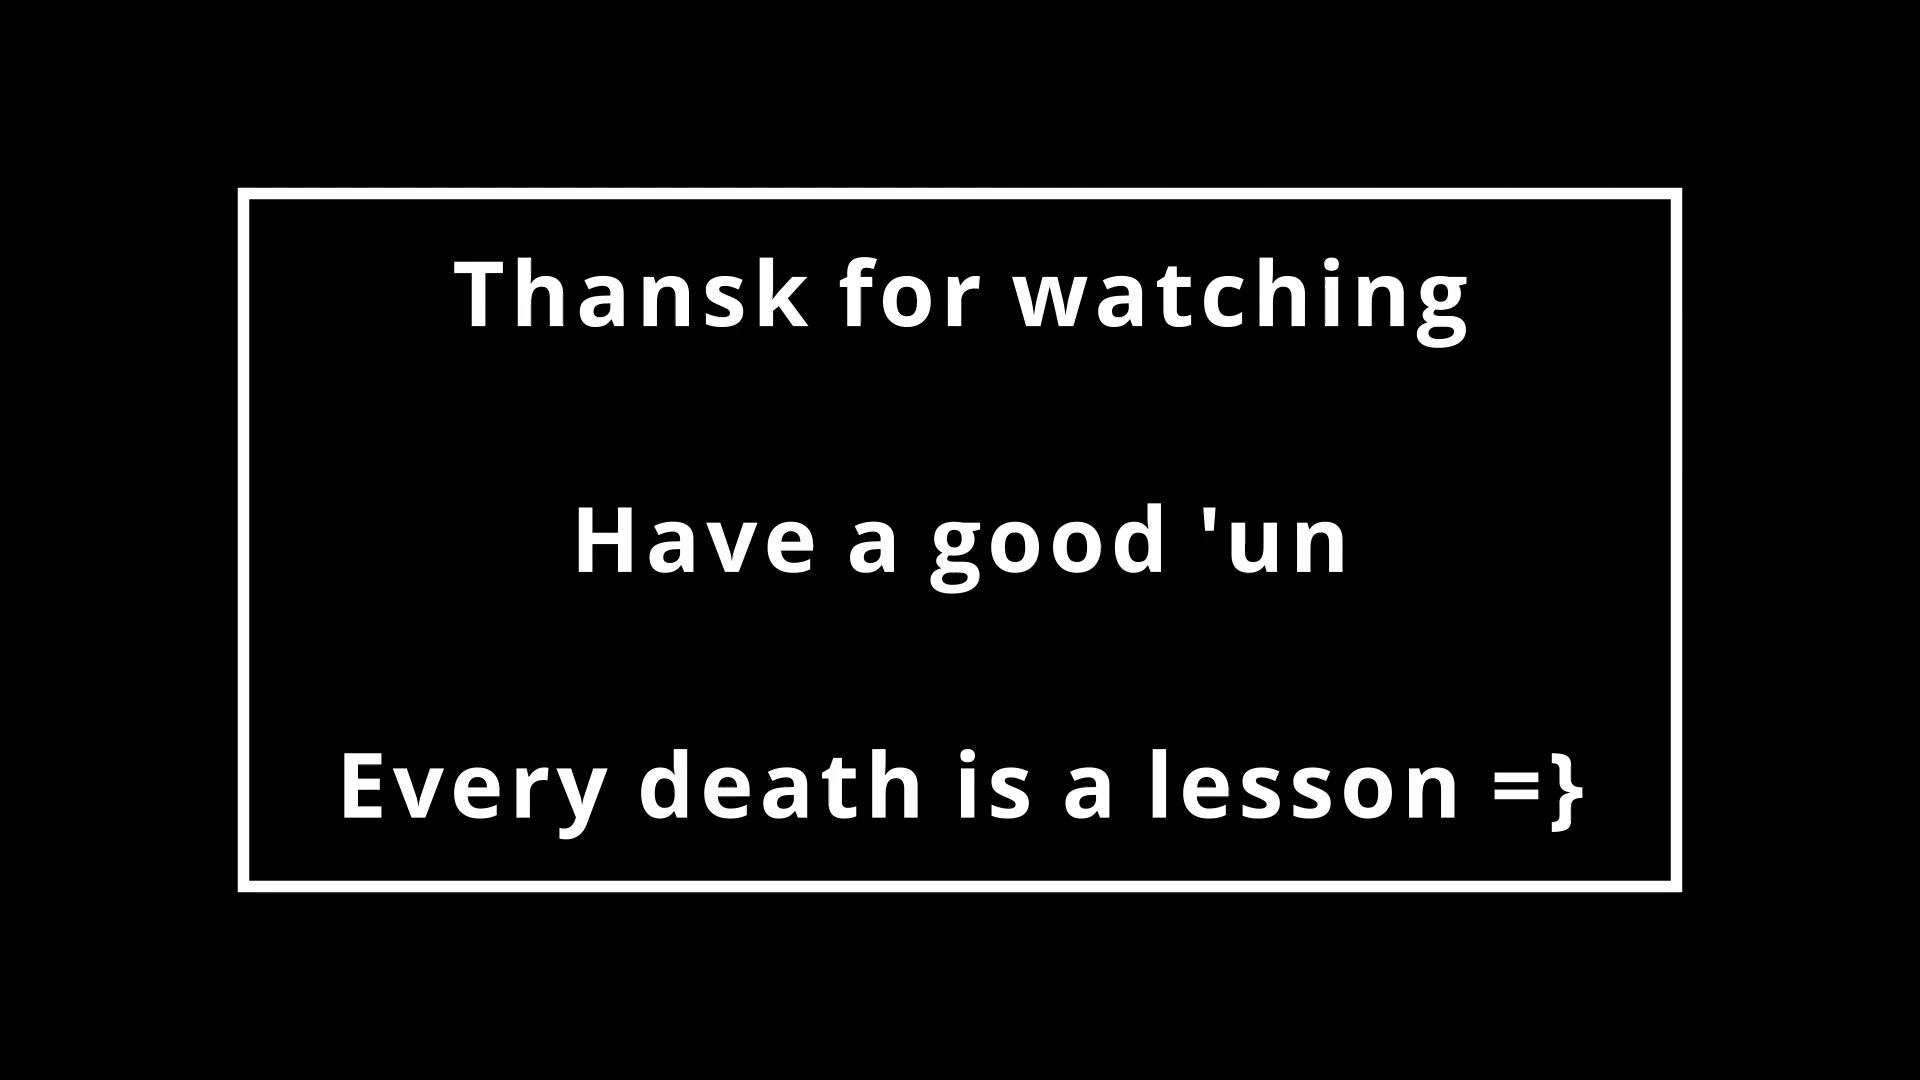 Thansk for watching
Have a good 'un
Every death is a lesson =}